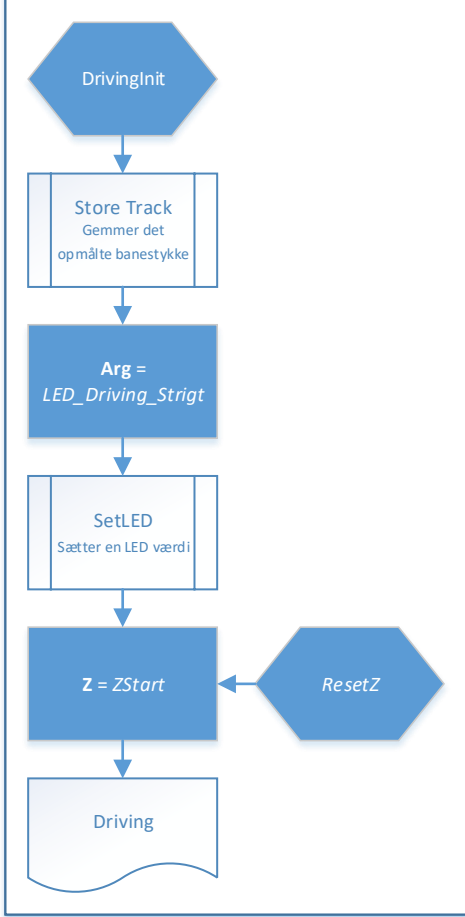 DrivingInit
Store Track
Gemmer det
opmålte banestykke
Arg =
LED_Driving_Strigt
SetLED
Sætter en LED værdi
Z = ZStart
ResetZ
Driving